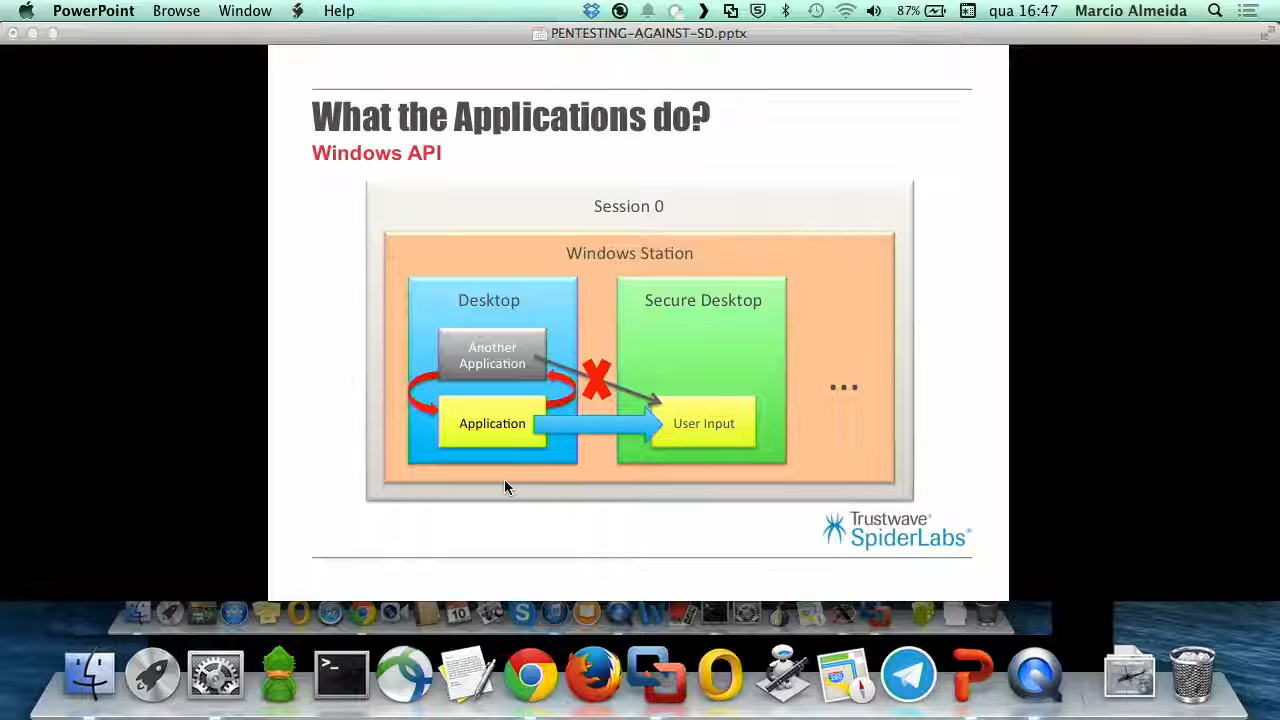 PowerPoint Browse Window Help 87% qua 16:47 Marcio Almeida
PENTESTING-AGAINST-SD.pptx
What the Applications do?
Windows API
Session 0
Windows Station
Desktop
Secure Desktop
Another
Application
Application
User Input
...
Trustwave®
SpiderLabs®